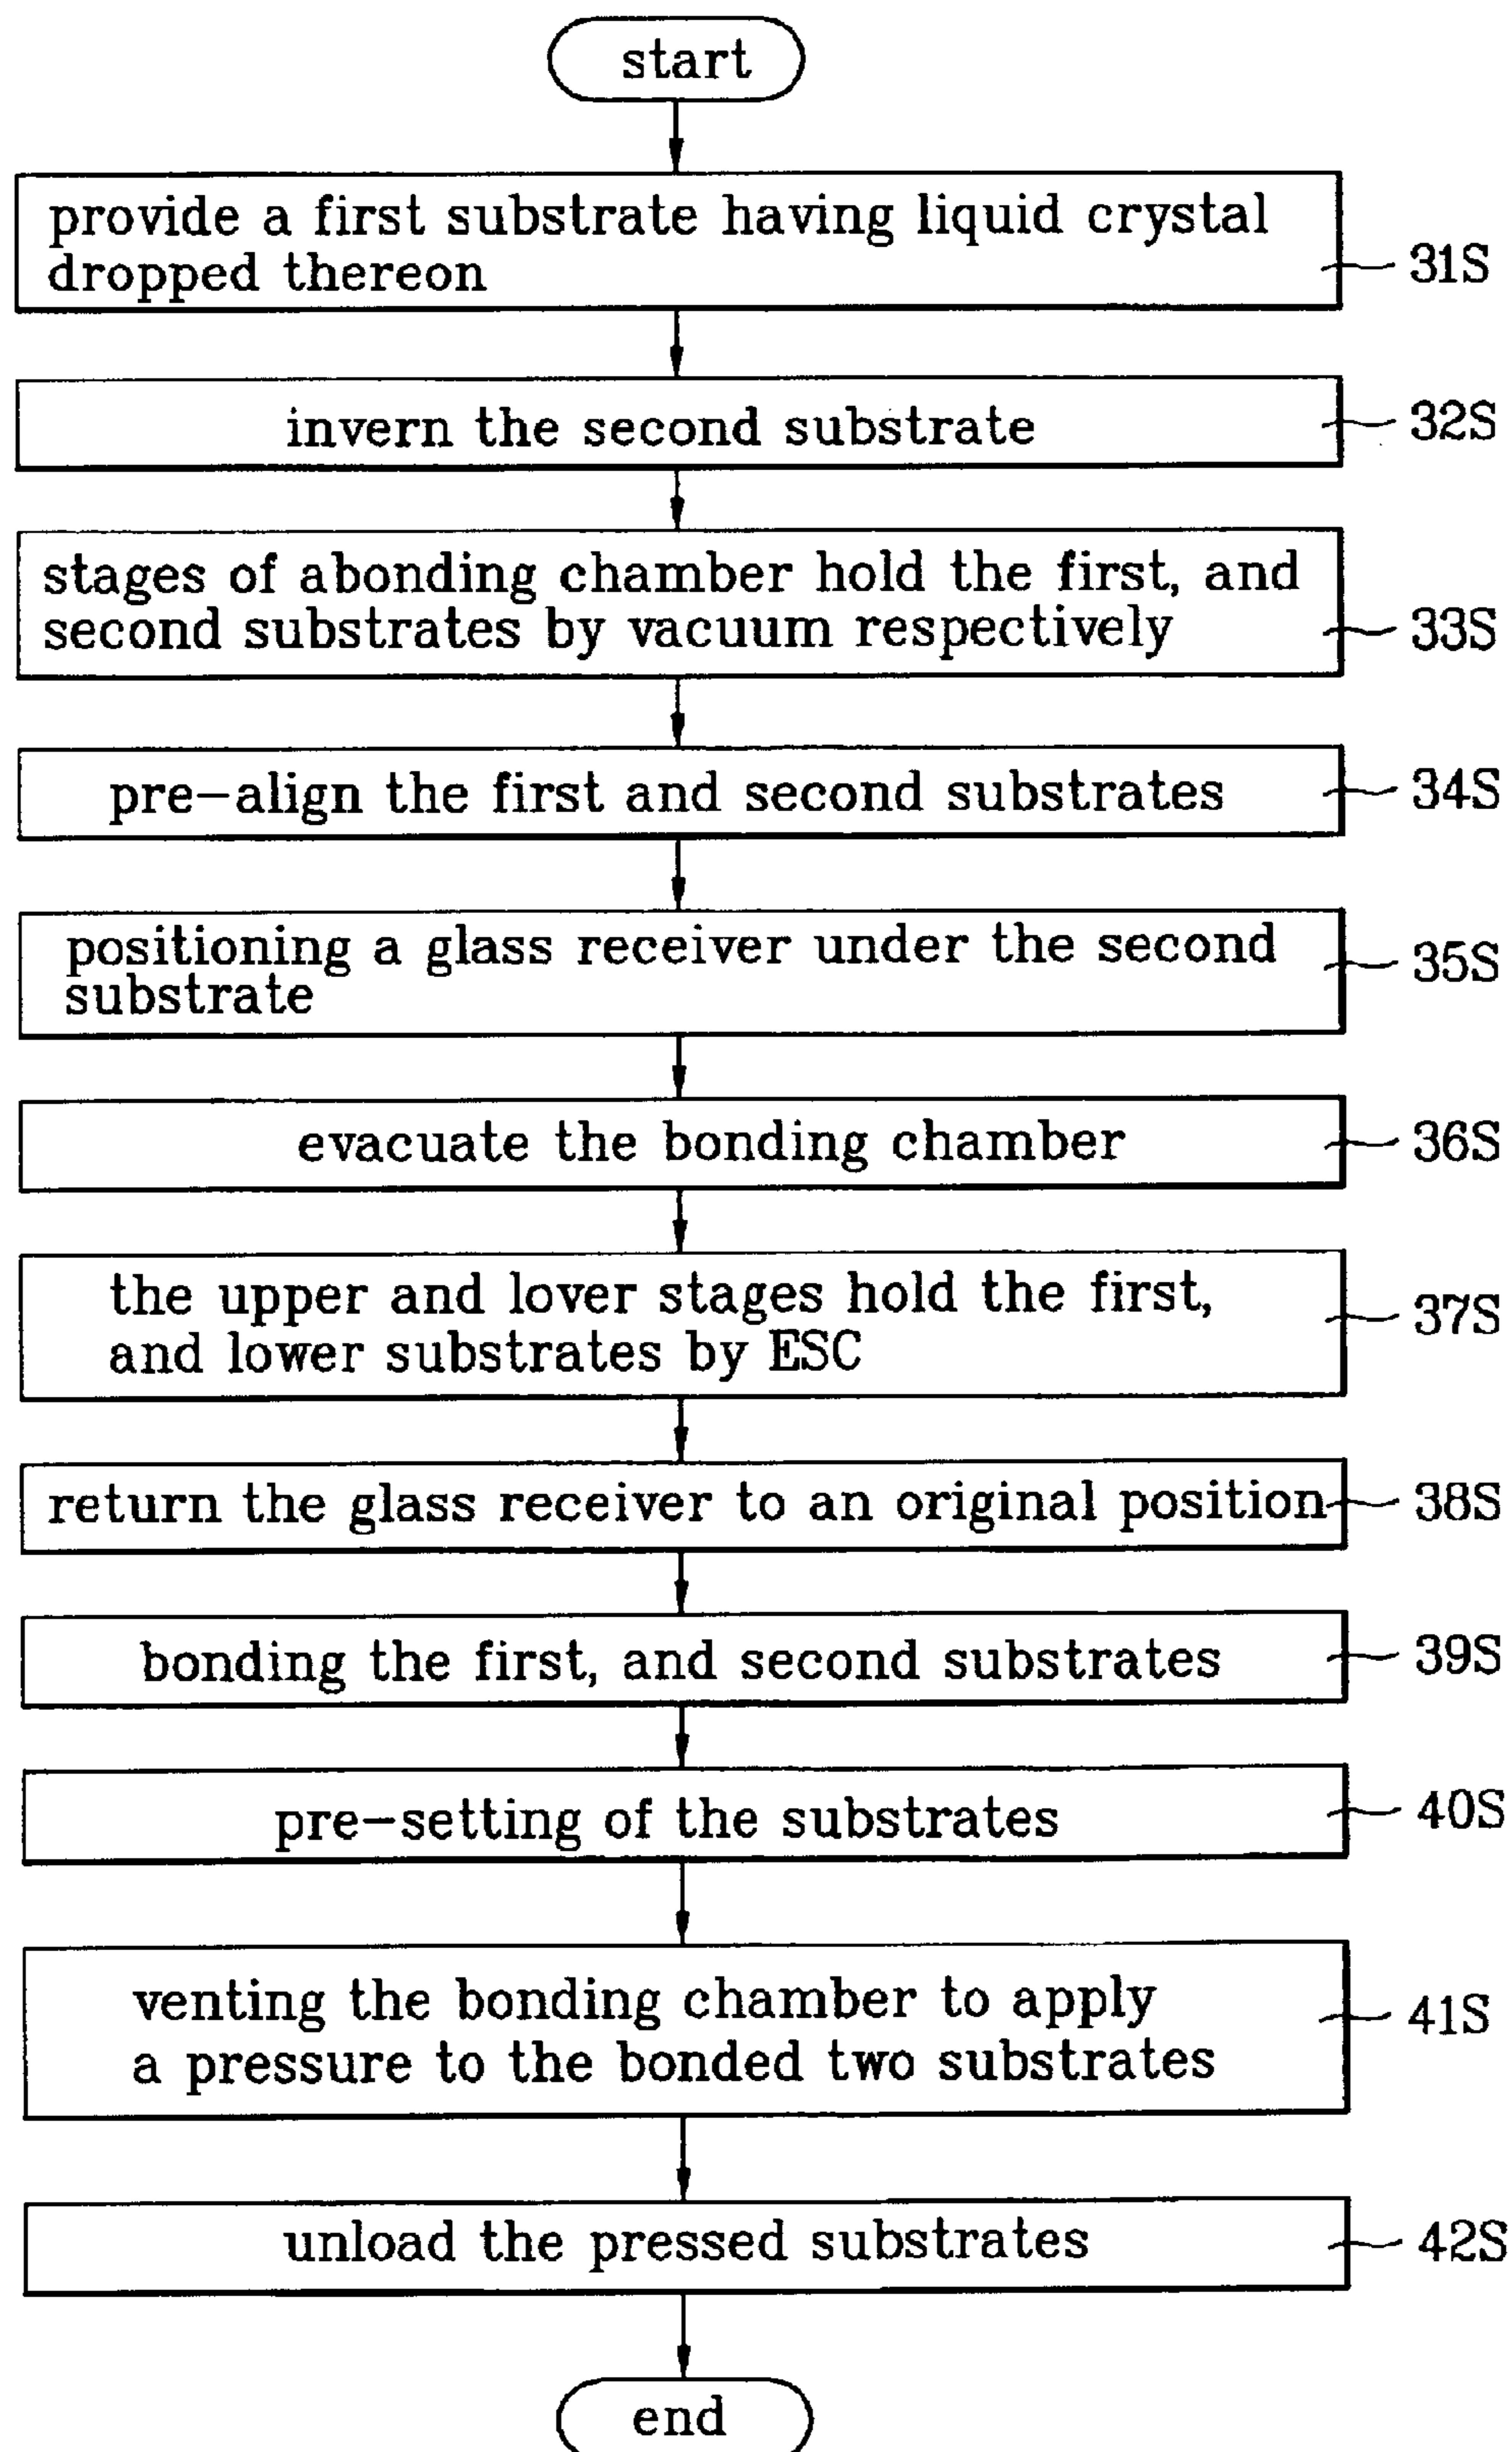 start
provide a first substrate having liquid crystal
dropped thereon
31S
invern the second substrate
32S
stages of abonding chamber hold the first, and
second substrates by vacuum respectively
33S
pre-align the first and second substrates
34S
positioning a glass receiver under the second
substrate
35S
evacuate the bonding chamber
36S
the upper and lover stages hold the first,
and lower substrates by ESC
37S
return the glass receiver to an original position
38S
bonding the first, and second substrates
39S
pre-setting of the substrates
40S
venting the bonding chamber to apply
a pressure to the bonded two substrates
41S
unload the pressed substrates
42S
end